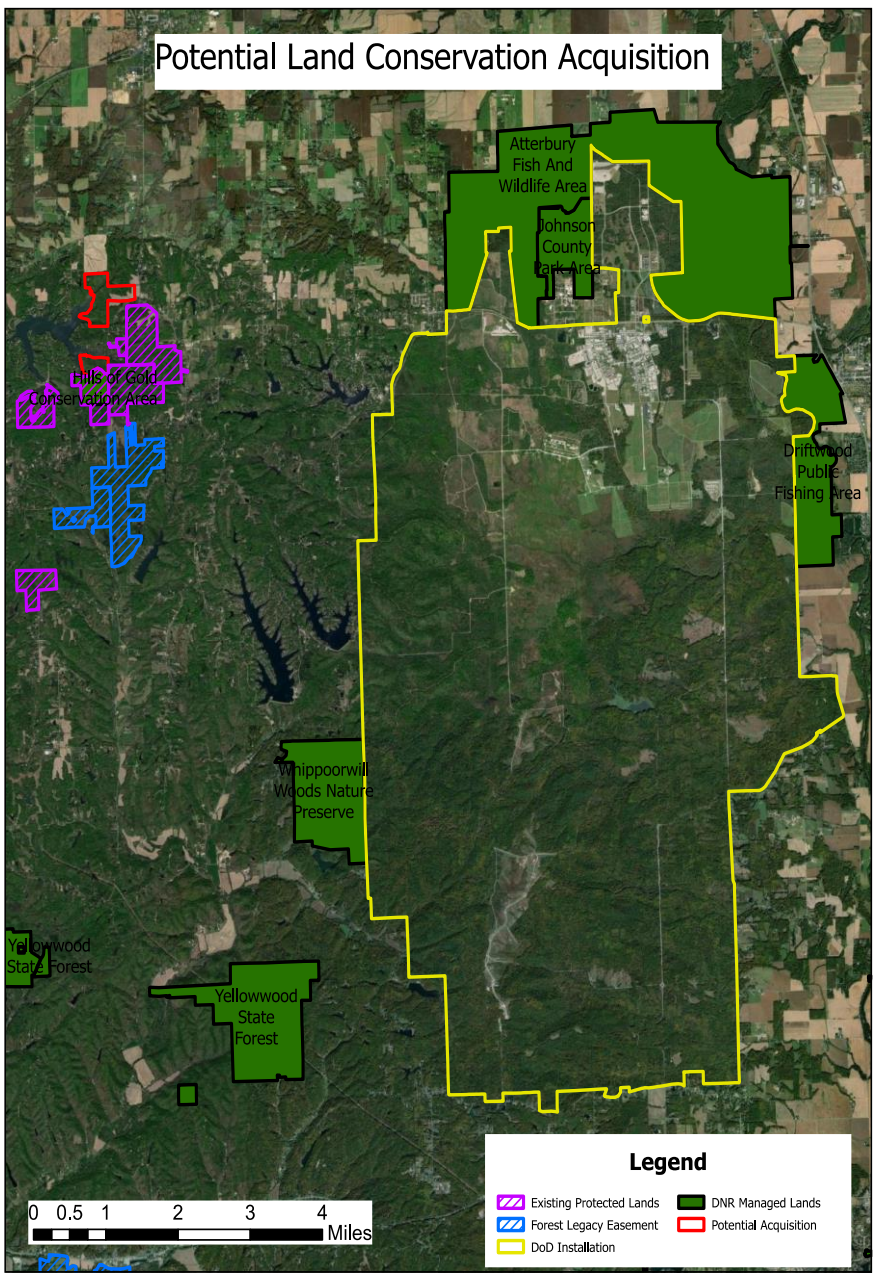 Potential Land Conservation Acquisition
Atterbury
Fish And
Wildlife Area
Johnson
County
Park Area
Hills of Gold
Conservation Area
Driftwood
Public
Fishing Area
Whippoorwill
Woods Nature
Preserve
Yellowwood
State Forest
Yellowwood
State
Forest
Legend
Existing Protected Lands
DNR Managed Lands
Forest Legacy Easement
Potential Acquisition
DoD Installation
0 0.5 1 2 3 4
Miles